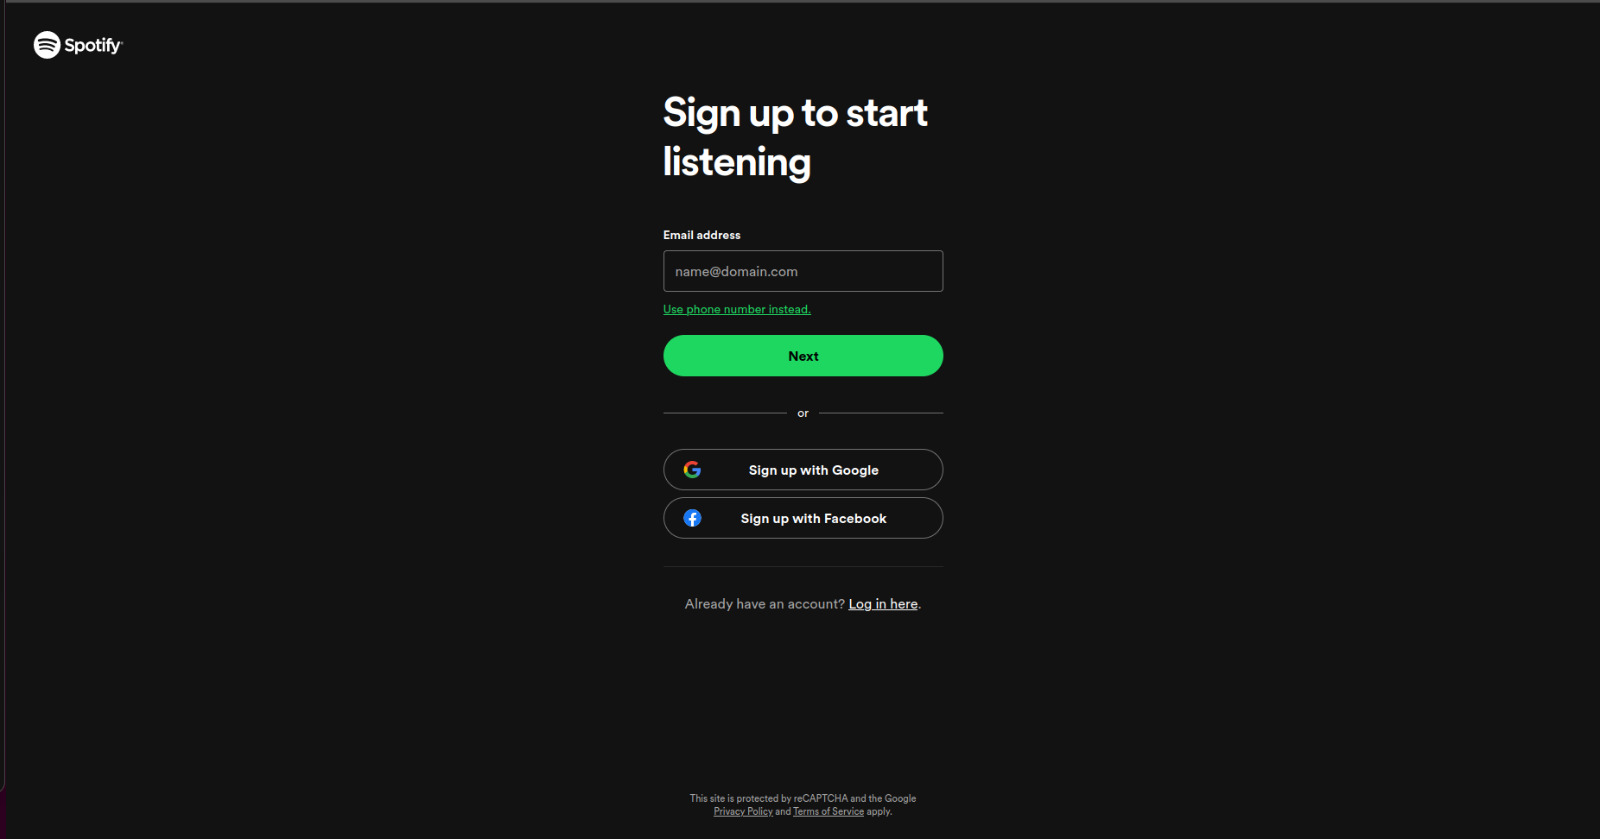 Spotify
Sign up to start
listening
Email address
name@domain.com
Use phone number instead.
Next
or
Sign up with Google
Sign up with Facebook
Already have an account? Log in here.
This site is protected by reCAPTCHA and the Google
Privacy Policy and Terms of Service apply.